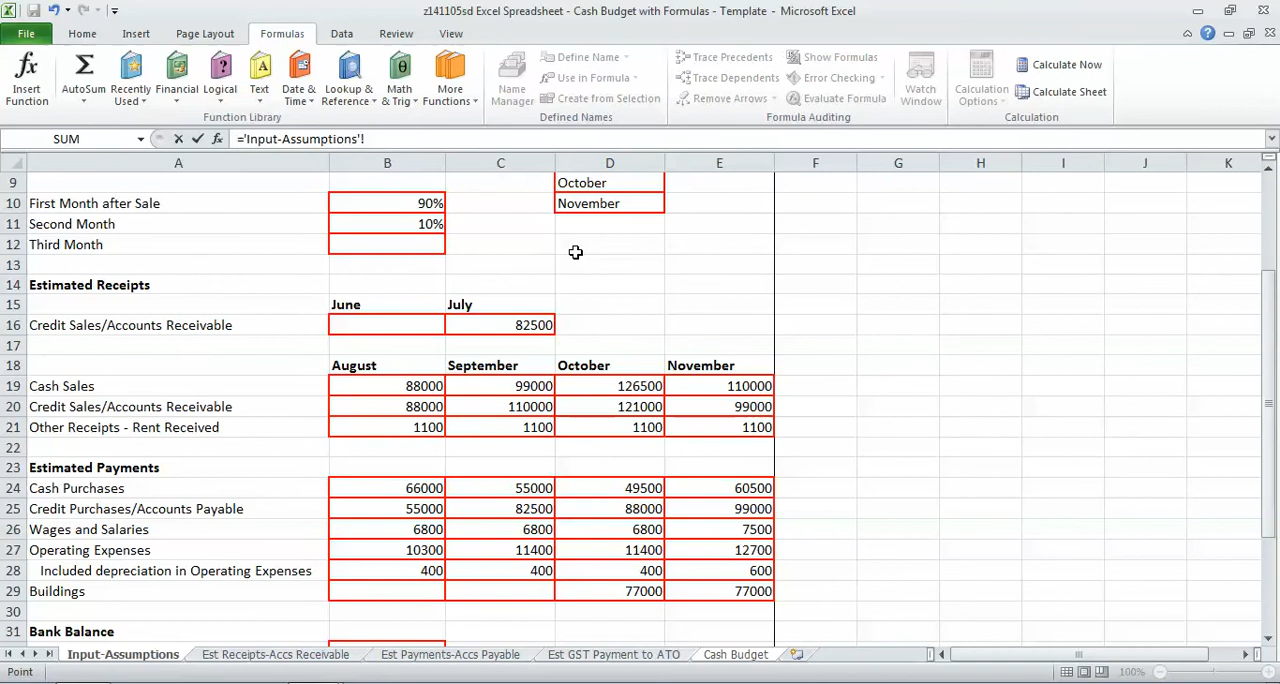 z141105sd Excel Spreadsheet - Cash Budget with Formulas - Template - Microsoft Excel
File Home Insert Page Layout Formulas Data Review View
Insert Function
AutoSum
Recently Used
Financial
Logical
Text
Date & Time
Lookup & Reference
Math & Trig
More Functions
Function Library
Name Manager
Define Name
Use in Formula
Create from Selection
Defined Names
Trace Precedents
Trace Dependents
Remove Arrows
Show Formulas
Error Checking
Evaluate Formula
Formula Auditing
Watch Window
Calculation Options
Calculate Now
Calculate Sheet
Calculation
SUM fx ='Input-Assumptions'!
A B C D E F G H I J K
9 October
10 First Month after Sale 90% November
11 Second Month 10%
12 Third Month
13
14 Estimated Receipts
15 June July
16 Credit Sales/Accounts Receivable 82500
17
18 August September October November
19 Cash Sales 88000 99000 126500 110000
20 Credit Sales/Accounts Receivable 88000 110000 121000 99000
21 Other Receipts - Rent Received 1100 1100 1100 1100
22
23 Estimated Payments
24 Cash Purchases 66000 55000 49500 60500
25 Credit Purchases/Accounts Payable 55000 82500 88000 99000
26 Wages and Salaries 6800 6800 6800 7500
27 Operating Expenses 10300 11400 11400 12700
28 Included depreciation in Operating Expenses 400 400 400 600
29 Buildings 77000 77000
30
31 Bank Balance
Input-Assumptions Est Receipts-Accs Receivable Est Payments-Accs Payable Est GST Payment to ATO Cash Budget
Point 100%